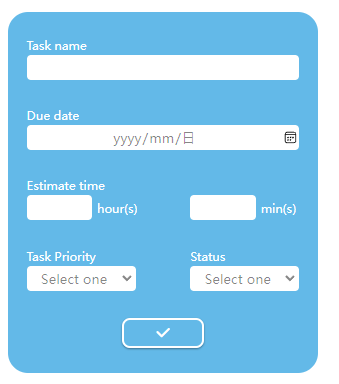 Task name
Due date
yyyy/mm/日
Estimate time
hour(s) min(s)
Task Priority Status
Select one Select one